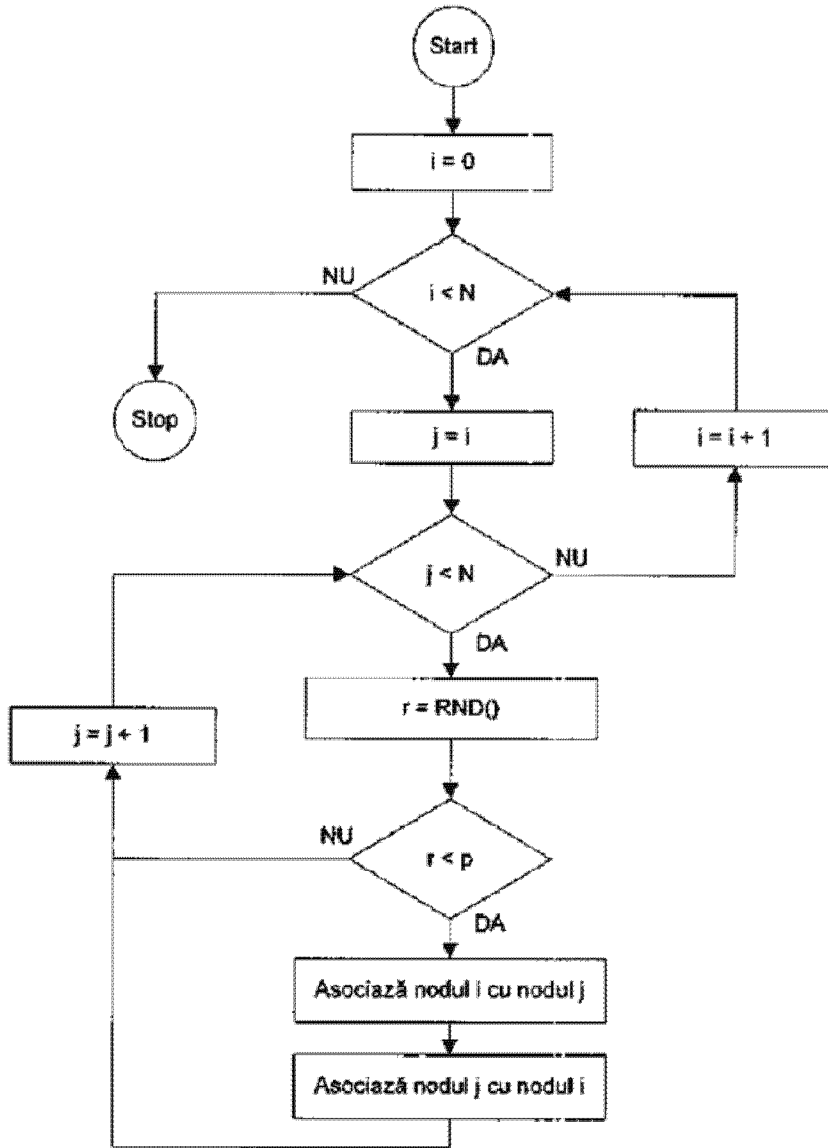 Start
i = 0
NU
i < N
DA
Stop
j = i
i = i + 1
j < N
NU
DA
r = RND()
j = j + 1
NU
r < p
DA
Asociază nodul i cu nodul j
Asociază nodul j cu nodul i